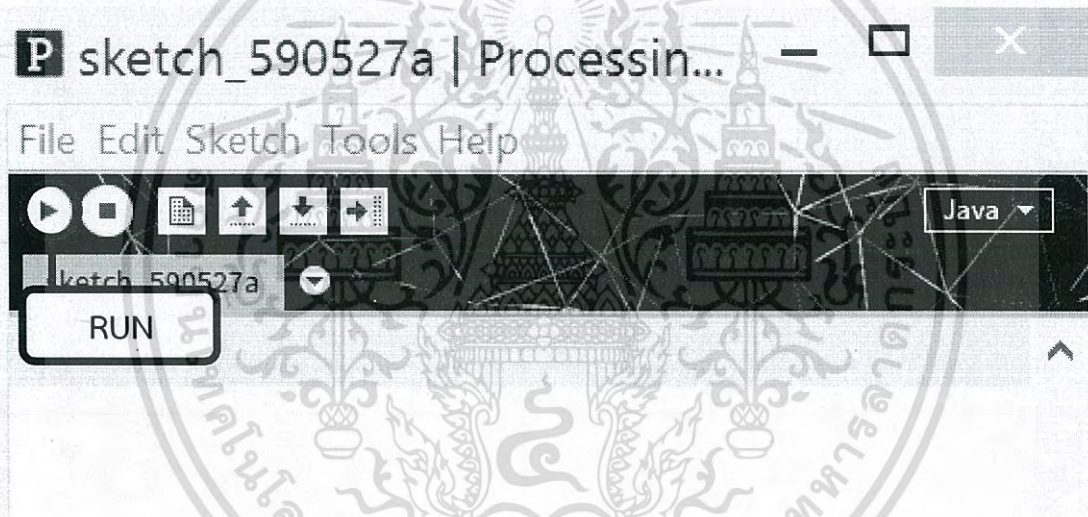 P sketch_590527a | Processin...
File Edit Sketch Tools Help
Java
ketch_590527a
RUN